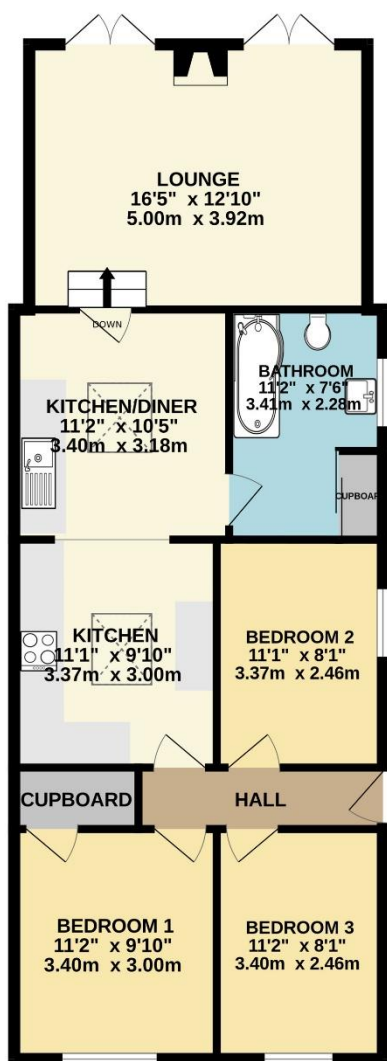 LOUNGE
16'5" x 12'10"
5.00m x 3.92m
DOWN
KITCHEN/DINER
11'2" x 10'5"
3.40m x 3.18m
BATHROOM
11'2" x 7'6"
3.41m x 2.28m
CUPBOAR
KITCHEN
11'1" x 9'10"
3.37m x 3.00m
BEDROOM 2
11'1" x 8'1"
3.37m x 2.46m
CUPBOARD
HALL
BEDROOM 1
11'2" x 9'10"
3.40m x 3.00m
BEDROOM 3
11'2" x 8'1"
3.40m x 2.46m